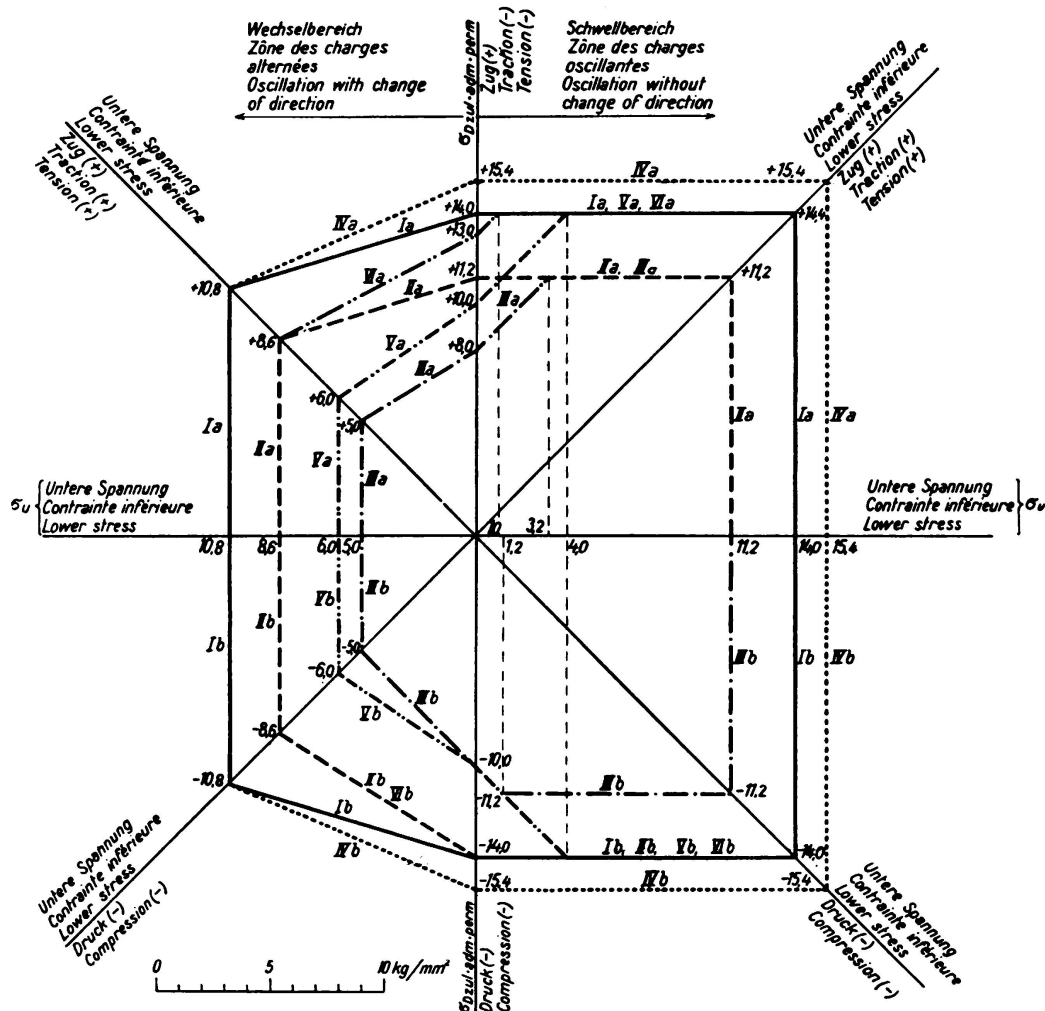 Wechselbereich
Zône des charges
alternées
Oscillation with change
of direction
σDzul·adm·perm
Zug(+)
Traction(-)
Tension(-)
Schwellbereich
Zône des charges
oscillantes
Oscillation without
change of direction
Untere Spannung
Contrainte inférieure
Lower stress
Zug(+)
Traction(+)
Tension(+)
Untere Spannung
Contrainte inférieure
Lower stress
Zug(+)
Traction(+)
Tension(+)
+15,4 IVa +15,4
+14,0 Ia, Va, VIa +14,4
+13,0
IVa Ia
+10,8
VIa IIa
+11,2 IIa, IIIa +11,2
+10,0 IIIa
+8,6 Va
+8,0
IIIa
+6,0
+5,0
Ia IIa Va IIIa IIa Ia IVa
σu { Untere Spannung
Contrainte inférieure
Lower stress
Untere Spannung } σu
Contrainte inférieure
Lower stress
10,8 8,6 6,0 5,0 1,0 1,2 3,2 4,0 11,2 14,0 15,4
Ib IIb Vb IIIb IIIb Ib IVb
-5,0
-6,0
IIIb
Vb
-8,6
-10,0
-10,8
IIb
VIb
-11,2 IIIb -11,2
Ib
IVb
-14,0 Ib, IIb, Vb, VIb -14,0
-15,4 IVb -15,4
Untere Spannung
Contrainte inférieure
Lower stress
Druck(-)
Compression(-)
σDzul·adm·perm
Druck(-)
Compression(-)
Untere Spannung
Contrainte inférieure
Lower stress
Druck(-)
Compression(-)
0 5 10 kg/mm²